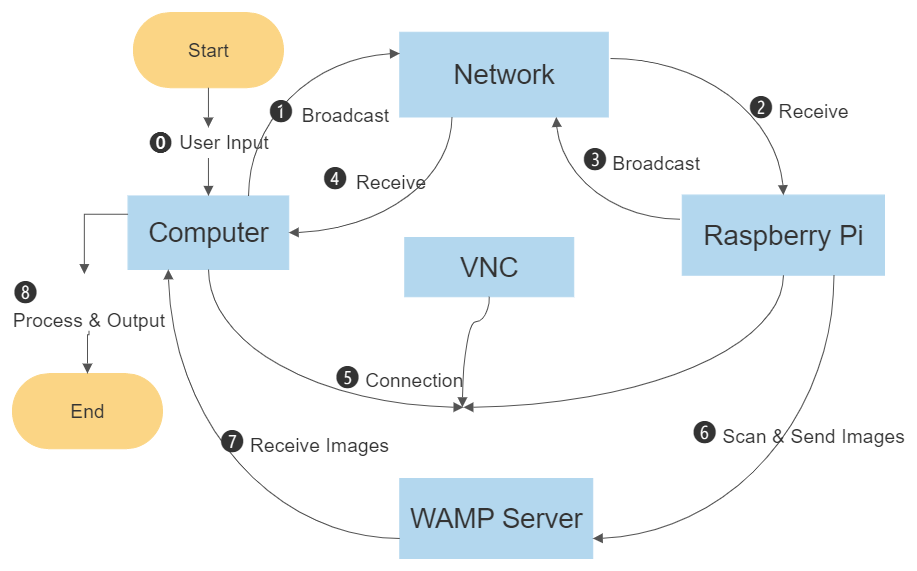 Start
Network
⓿ User Input
❶ Broadcast
❷ Receive
❸ Broadcast
❹ Receive
Computer
Raspberry Pi
VNC
❽
Process & Output
❺ Connection
End
❼ Receive Images
❻ Scan & Send Images
WAMP Server